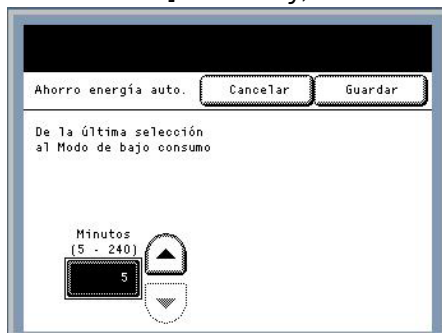 Ahorro energía auto.
Cancelar
Guardar
De la última selección
al Modo de bajo consumo
Minutos
(5 - 240)
5